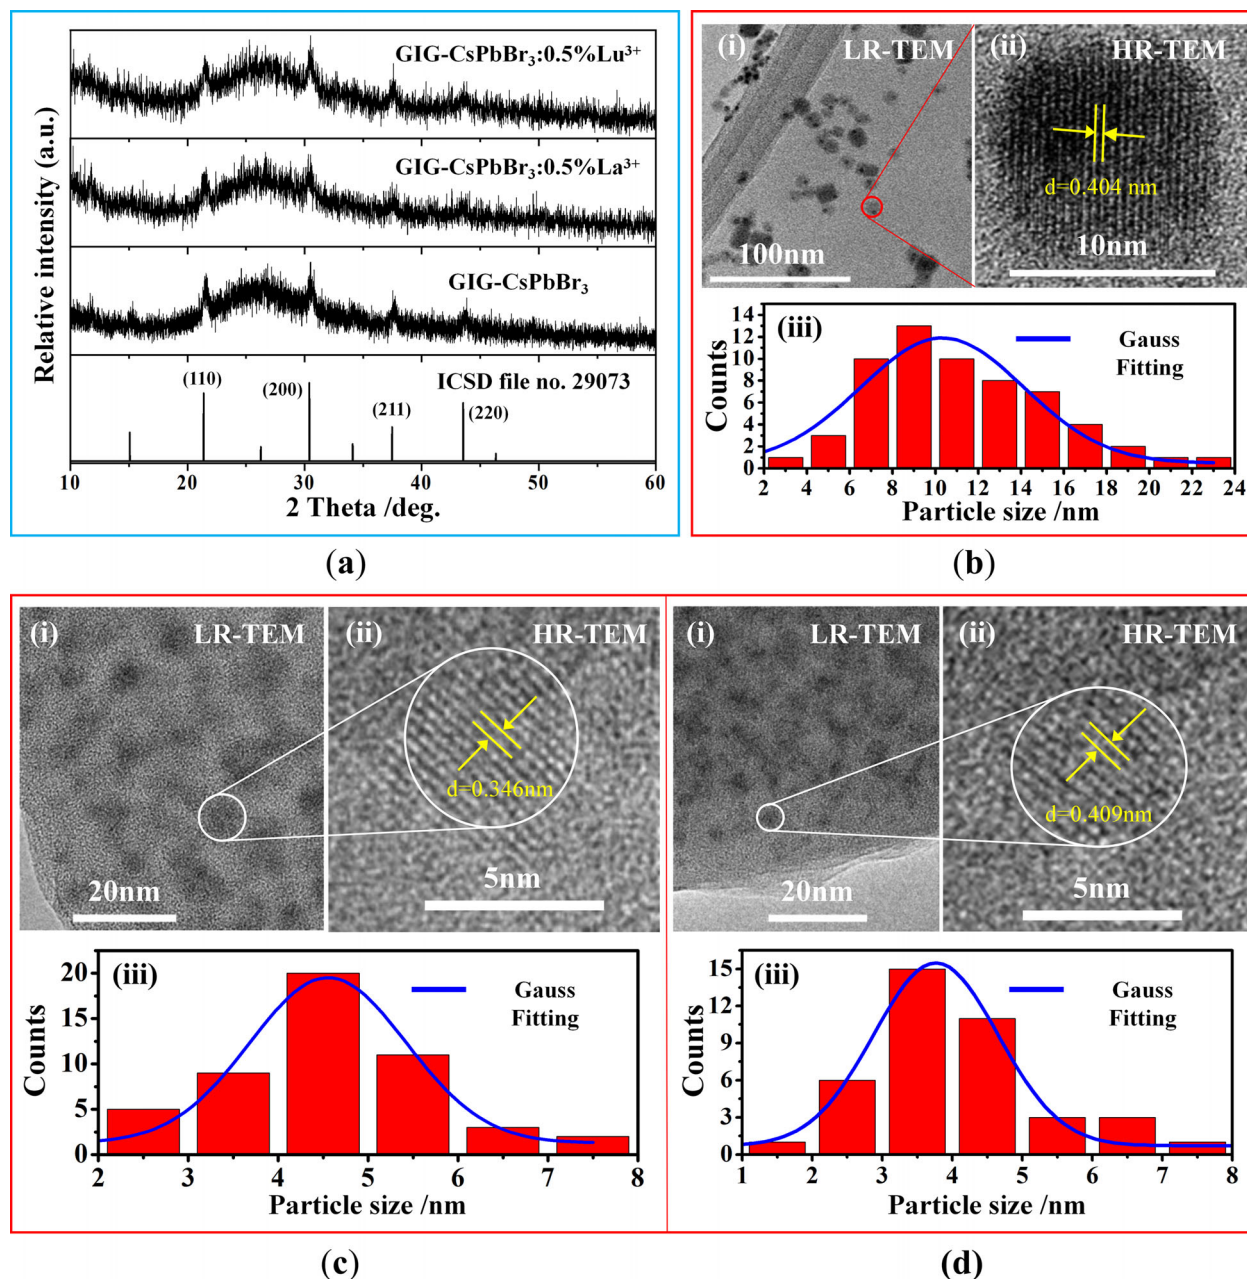 GIG-CsPbBr₃:0.5%Lu³⁺
GIG-CsPbBr₃:0.5%La³⁺
GIG-CsPbBr₃
ICSD file no. 29073
(110)
(200)
(211)
(220)
Relative intensity (a.u.)
10 20 30 40 50 60
2 Theta /deg.
(a)
(i) LR-TEM
100nm
(ii) HR-TEM
d=0.404 nm
10nm
(iii)
Gauss
Fitting
Counts
14
12
10
8
6
4
2
0
2 4 6 8 10 12 14 16 18 20 22 24
Particle size /nm
(b)
(i) LR-TEM
20nm
(ii) HR-TEM
d=0.346nm
5nm
(iii)
Gauss
Fitting
Counts
20
15
10
5
0
2 3 4 5 6 7 8
Particle size /nm
(c)
(i) LR-TEM
20nm
(ii) HR-TEM
d=0.409nm
5nm
(iii)
Gauss
Fitting
Counts
15
12
9
6
3
0
1 2 3 4 5 6 7 8
Particle size /nm
(d)